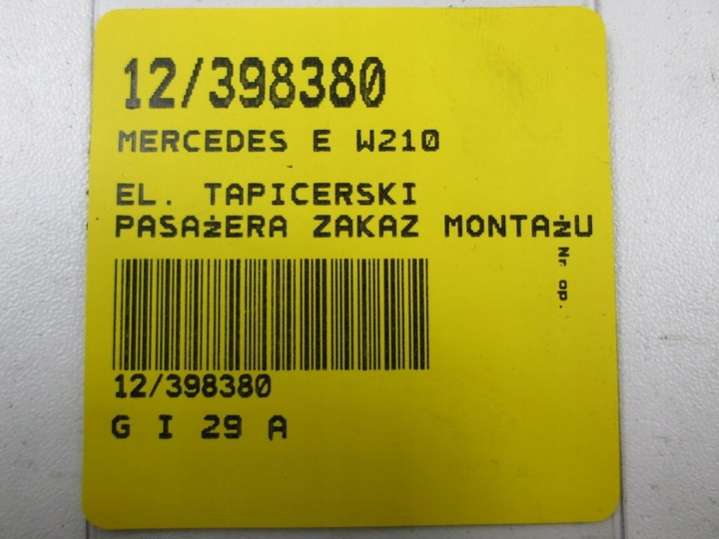 12/398380
MERCEDES E W210
EL. TAPICERSKI
PASAŻERA ZAKAZ MONTAŻU
Nr op.
12/398380
G I 29 A